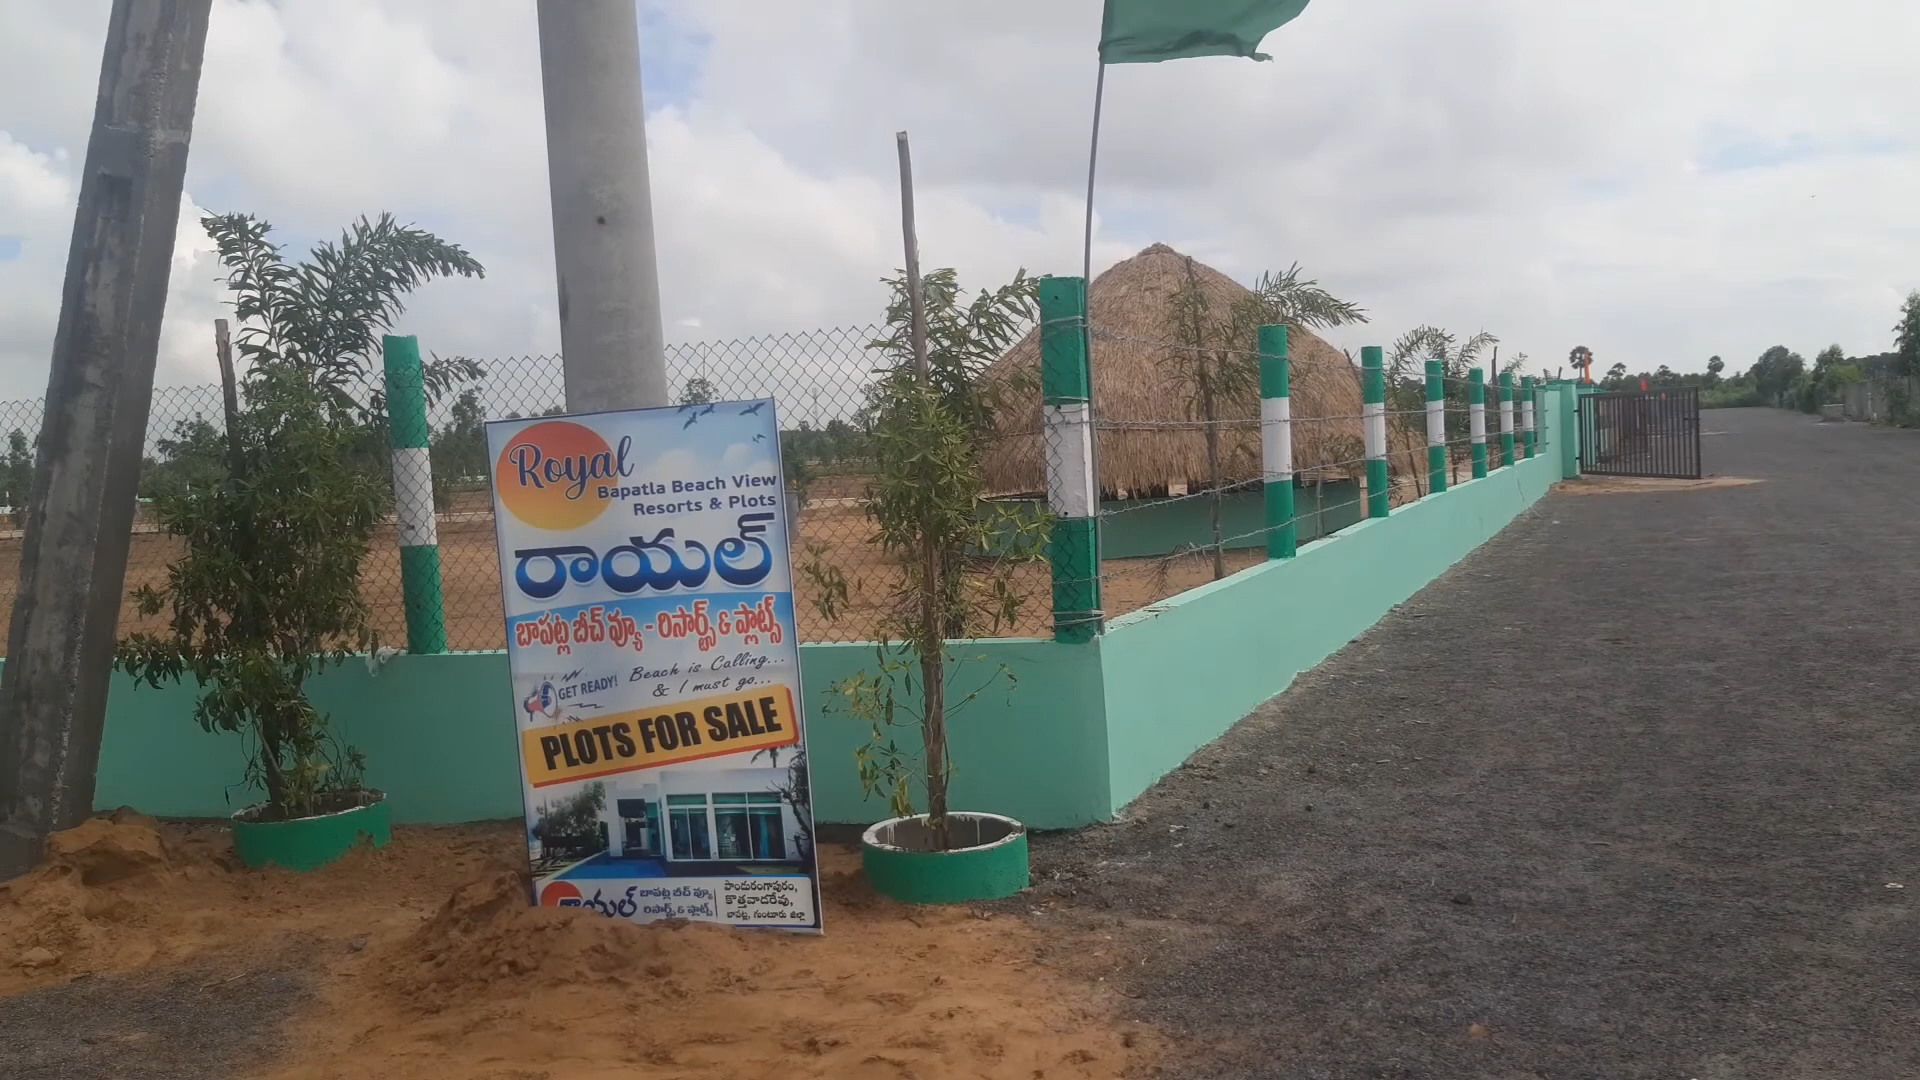 Royal
Bapatla Beach View
Resorts & Plots
రాయల్
బాపట్ల బీచ్ వ్యూ - రిసార్ట్స్ & ప్లాట్స్
GET READY!
Beach is Calling...
& I must go...
PLOTS FOR SALE
రాయల్
బాపట్ల బీచ్ వ్యూ
రిసార్ట్స్ & ప్లాట్స్
పాండురంగాపురం,
కొత్తవాడరేవు,
బాపట్ల, గుంటూరు జిల్లా